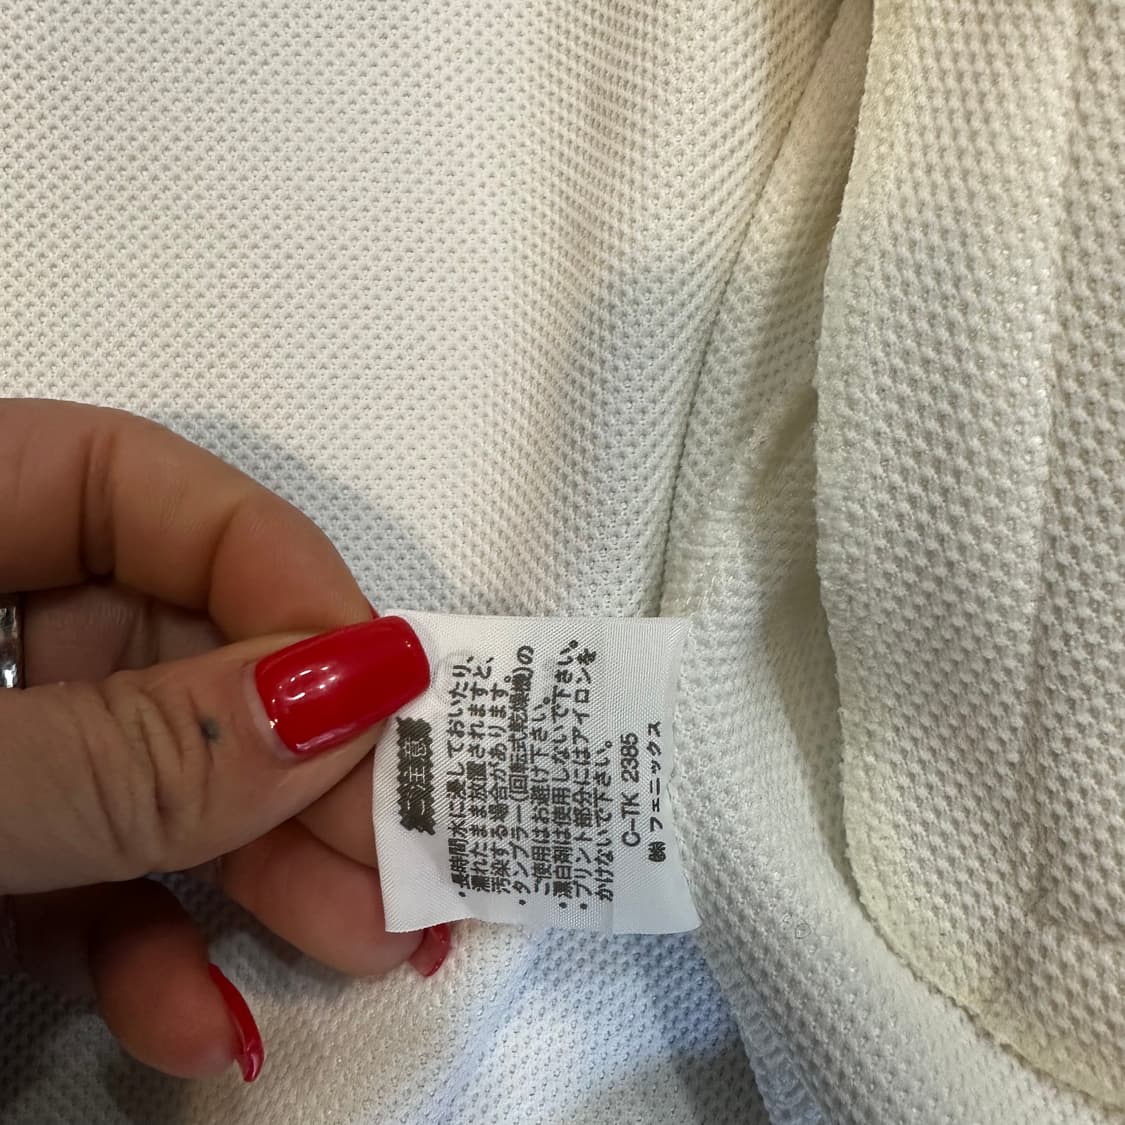 ご注意
・長時間水に浸しておいたり、
濡れたまま放置されますと、
汚染する場合があります。
・タンブラー(回転式乾燥機)の
ご使用はお避け下さい。
・漂白剤は使用しないで下さい。
・プリント部分にはアイロンを
かけないで下さい。
C-TK 2385
㈱フェニックス